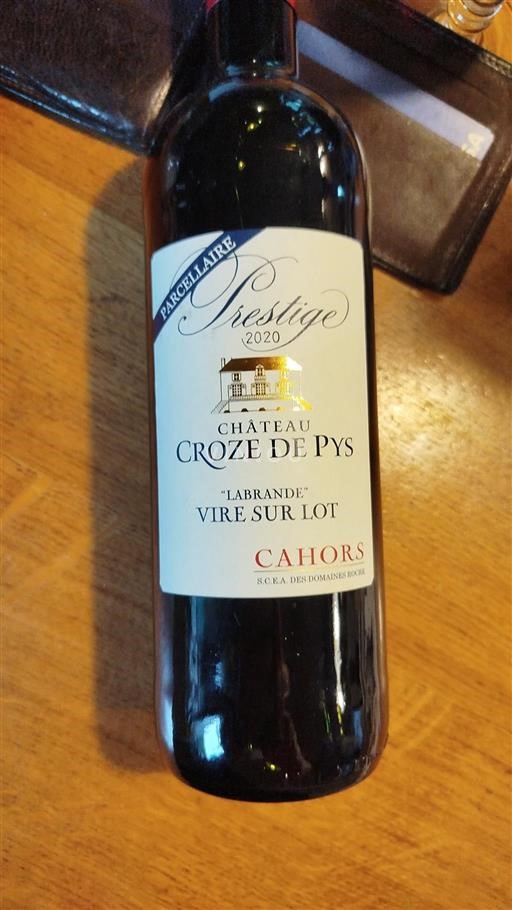 PARCELLAIRE
Prestige
2020
CHÂTEAU
CROZE DE PYS
"LABRANDE"
VIRE SUR LOT
CAHORS
S.C.E.A. DES DOMAINES ROCHE